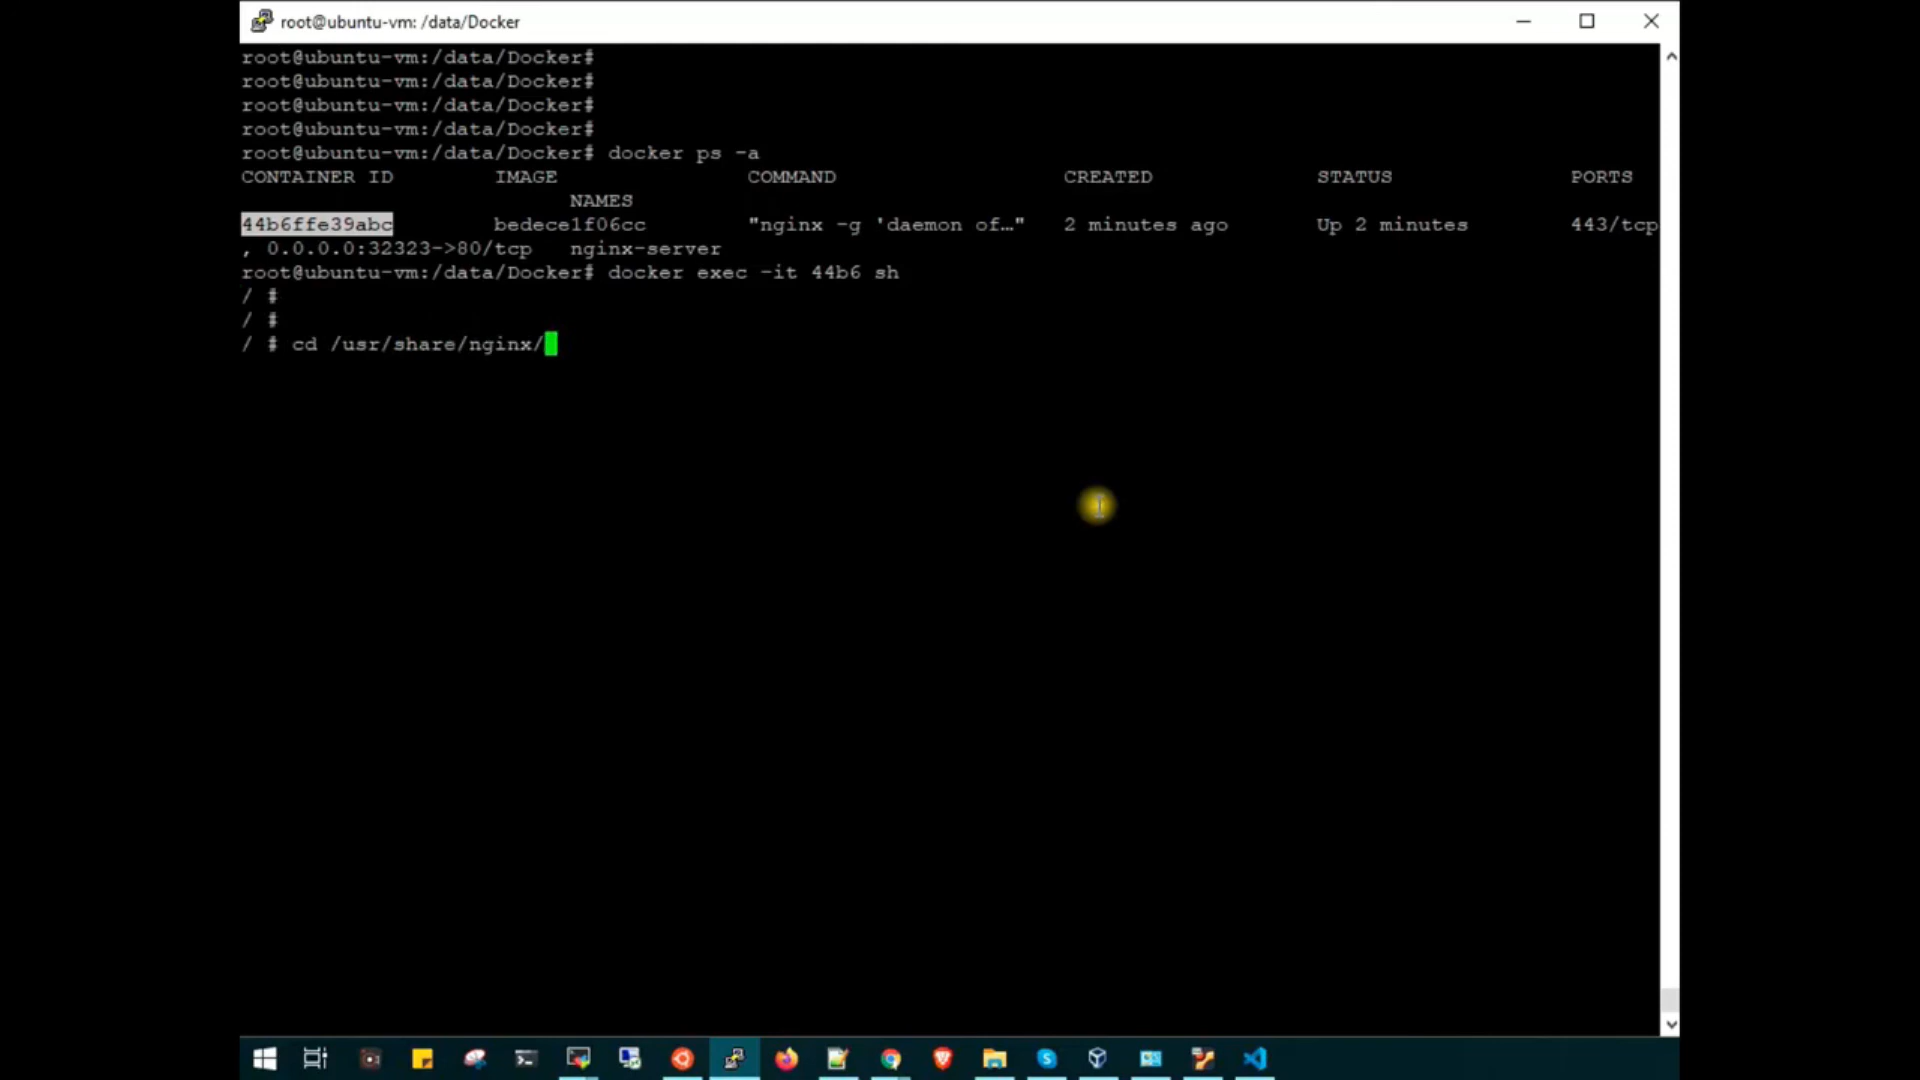 root@ubuntu-vm: /data/Docker
root@ubuntu-vm:/data/Docker#
root@ubuntu-vm:/data/Docker#
root@ubuntu-vm:/data/Docker#
root@ubuntu-vm:/data/Docker#
root@ubuntu-vm:/data/Docker# docker ps -a
CONTAINER ID        IMAGE               COMMAND                  CREATED             STATUS              PORTS
NAMES
44b6ffe39abc        bedece1f06cc        "nginx -g 'daemon of…"   2 minutes ago       Up 2 minutes        443/tcp
, 0.0.0.0:32323->80/tcp   nginx-server
root@ubuntu-vm:/data/Docker# docker exec -it 44b6 sh
/ #
/ #
/ # cd /usr/share/nginx/